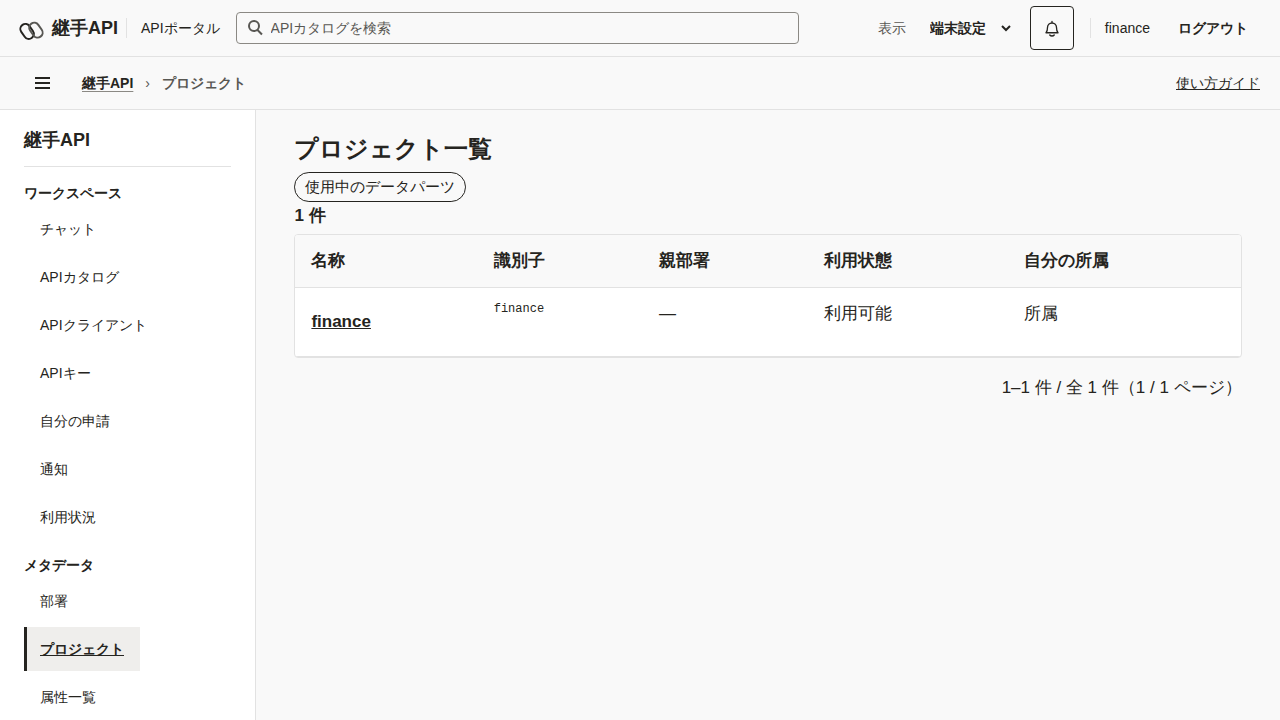 継手API
APIポータル
APIカタログを検索
表示
端末設定
finance
ログアウト
継手API › プロジェクト
使い方ガイド
継手API
ワークスペース
チャット
APIカタログ
APIクライアント
APIキー
自分の申請
通知
利用状況
メタデータ
部署
プロジェクト
属性一覧
プロジェクト一覧
使用中のデータパーツ
1 件
名称 識別子 親部署 利用状態 自分の所属
finance finance — 利用可能 所属
1–1 件 / 全 1 件（1 / 1 ページ）